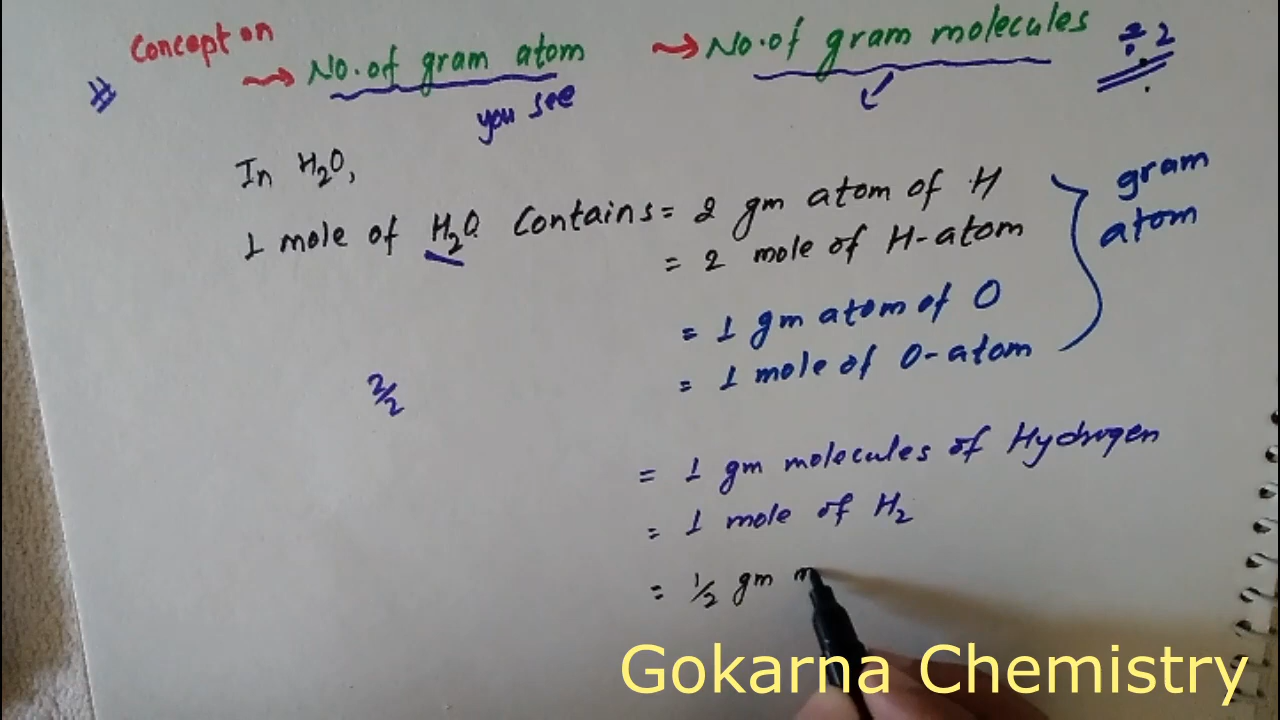 Concept on
→ No. of gram atom → No. of gram molecules ÷ 2
you see
In H₂O,
1 mole of H₂O Contains = 2 gm atom of H
= 2 mole of H-atom
gram
atom
= 1 gm atom of O
= 1 mole of O-atom
2/2
= 1 gm molecules of Hydrogen
= 1 mole of H₂
= 1/2 gm m
Gokarna Chemistry